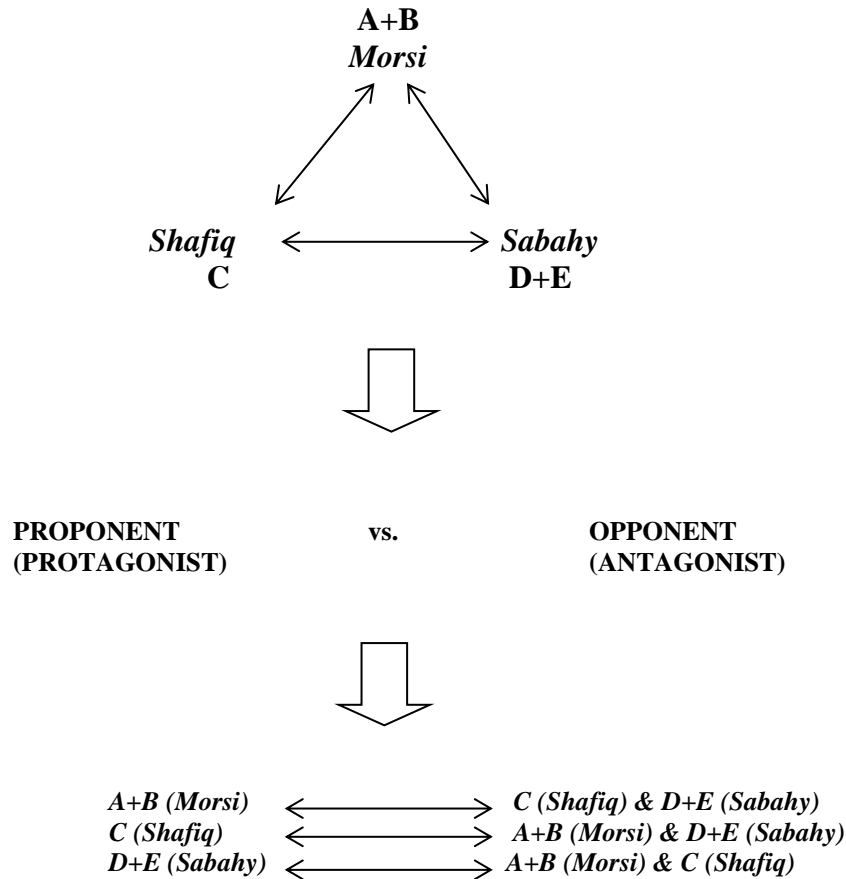 A+B
Morsi
Shafiq Sabahy
C D+E
PROPONENT vs. OPPONENT
(PROTAGONIST) (ANTAGONIST)
A+B (Morsi) C (Shafiq) & D+E (Sabahy)
C (Shafiq) A+B (Morsi) & D+E (Sabahy)
D+E (Sabahy) A+B (Morsi) & C (Shafiq)